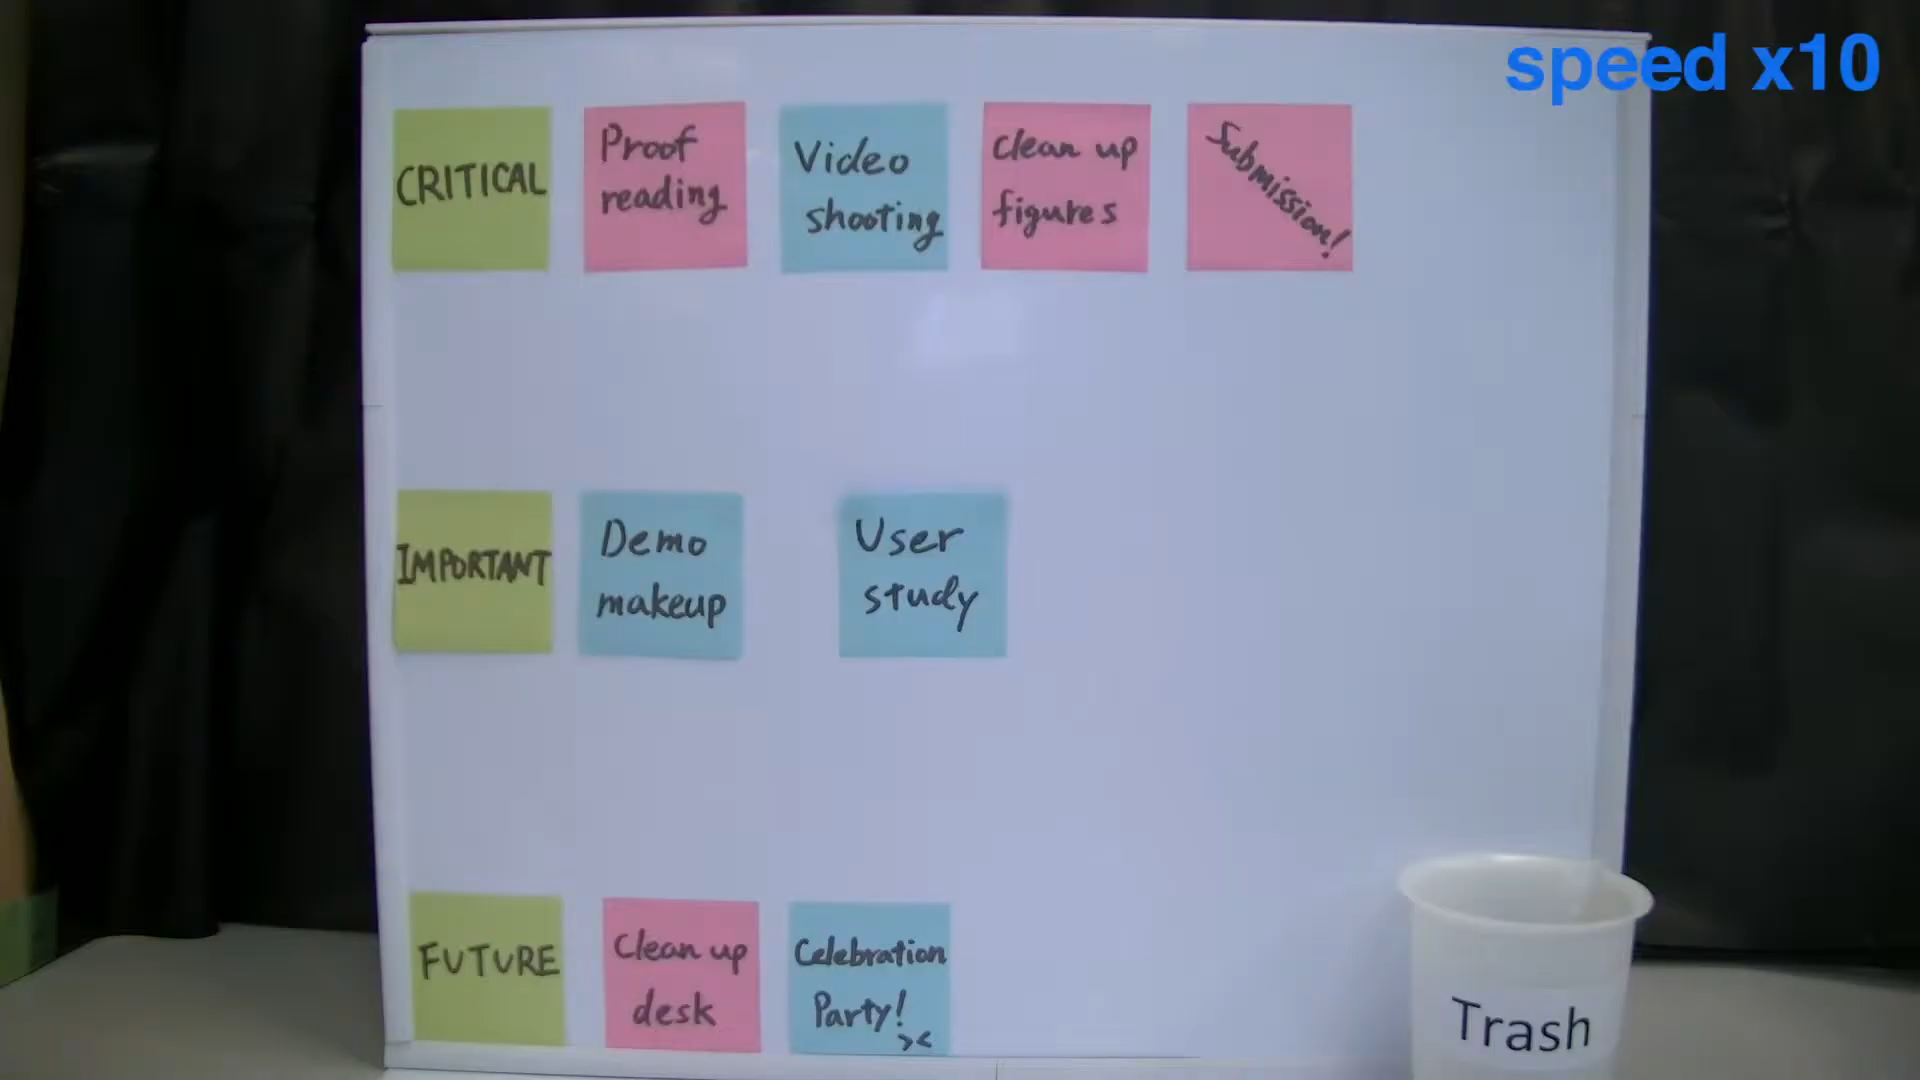 speed x10
CRITICAL
Proof
reading
Video
shooting
clean up
figures
Submission!
IMPORTANT
Demo
makeup
User
study
FUTURE
Clean up
desk
Celebration
Party!
><
Trash